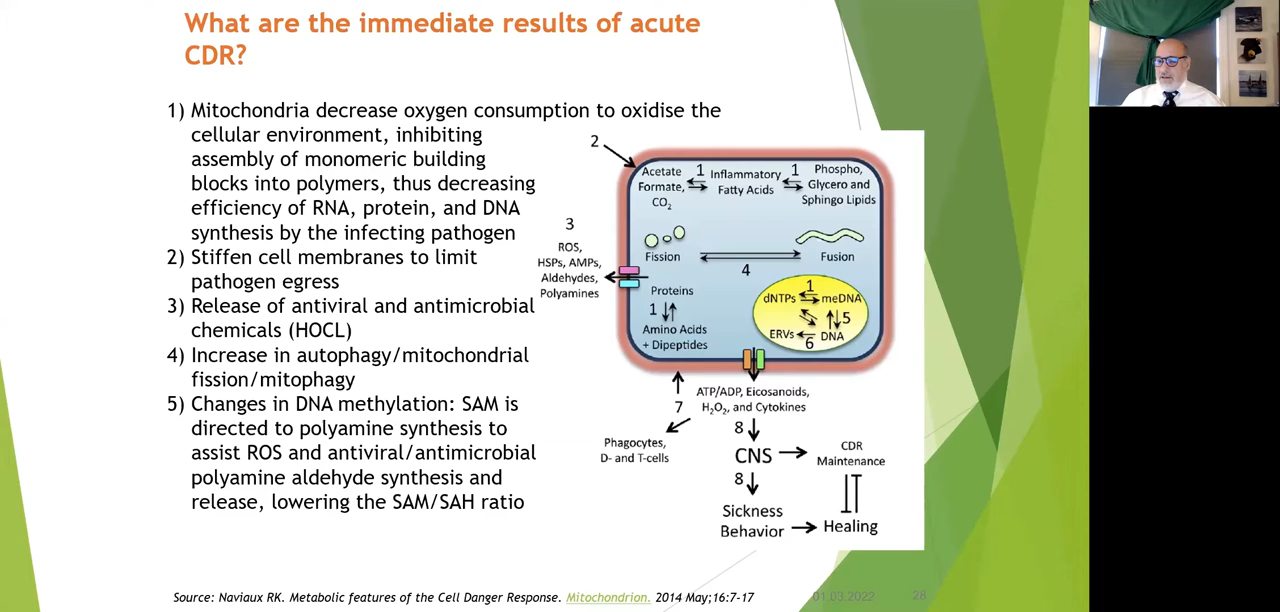 What are the immediate results of acute
CDR?
1) Mitochondria decrease oxygen consumption to oxidise the
cellular environment, inhibiting
assembly of monomeric building
blocks into polymers, thus decreasing
efficiency of RNA, protein, and DNA
synthesis by the infecting pathogen
2) Stiffen cell membranes to limit
pathogen egress
3) Release of antiviral and antimicrobial
chemicals (HOCL)
4) Increase in autophagy/mitochondrial
fission/mitophagy
5) Changes in DNA methylation: SAM is
directed to polyamine synthesis to
assist ROS and antiviral/antimicrobial
polyamine aldehyde synthesis and
release, lowering the SAM/SAH ratio
2
Acetate
Formate,
CO2
1
Inflammatory
Fatty Acids
1
Phospho,
Glycero and
Sphingo Lipids
3
ROS,
HSPs, AMPs,
Aldehydes,
Polyamines
Fission
4
Fusion
Proteins
1
Amino Acids
+ Dipeptides
1
dNTPs
meDNA
5
ERVs
6
DNA
ATP/ADP, Eicosanoids,
H2O2, and Cytokines
7
Phagocytes,
D- and T-cells
8
CNS
CDR
Maintenance
8
Sickness
Behavior
Healing
Source: Naviaux RK. Metabolic features of the Cell Danger Response. Mitochondrion. 2014 May;16:7-17
01.03.2022
28